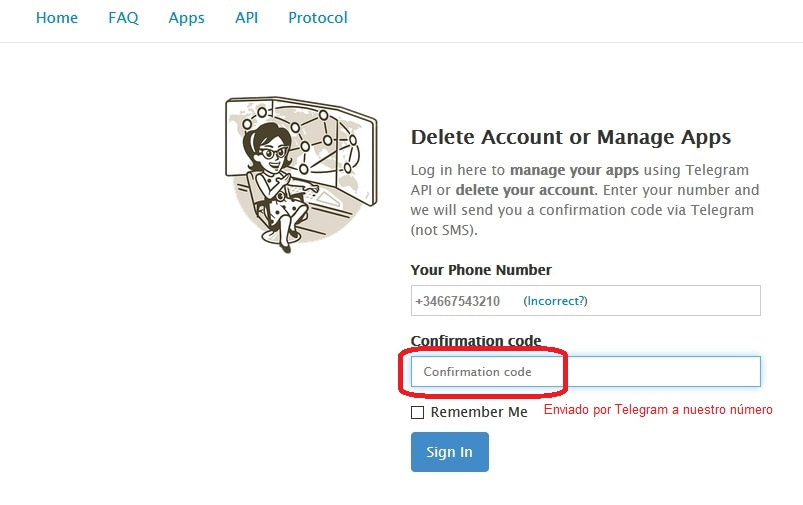 Home FAQ Apps API Protocol
Delete Account or Manage Apps
Log in here to manage your apps using Telegram
API or delete your account. Enter your number and
we will send you a confirmation code via Telegram
(not SMS).
Your Phone Number
+34667543210 (Incorrect?)
Confirmation code
Confirmation code
Remember Me Enviado por Telegram a nuestro número
Sign In